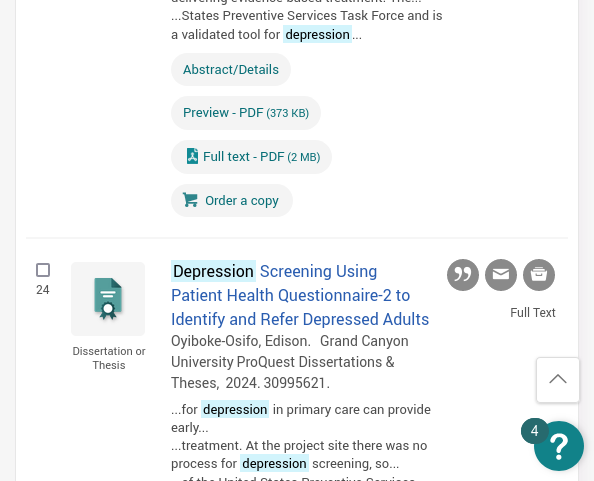 ...States Preventive Services Task Force and is
a validated tool for depression...
Abstract/Details
Preview - PDF (373 KB)
Full text - PDF (2 MB)
Order a copy
24
Dissertation or
Thesis
Depression Screening Using
Patient Health Questionnaire-2 to
Identify and Refer Depressed Adults
Full Text
Oyiboke-Osifo, Edison. Grand Canyon
University ProQuest Dissertations &
Theses, 2024. 30995621.
...for depression in primary care can provide
early...
...treatment. At the project site there was no
process for depression screening, so...
4
?